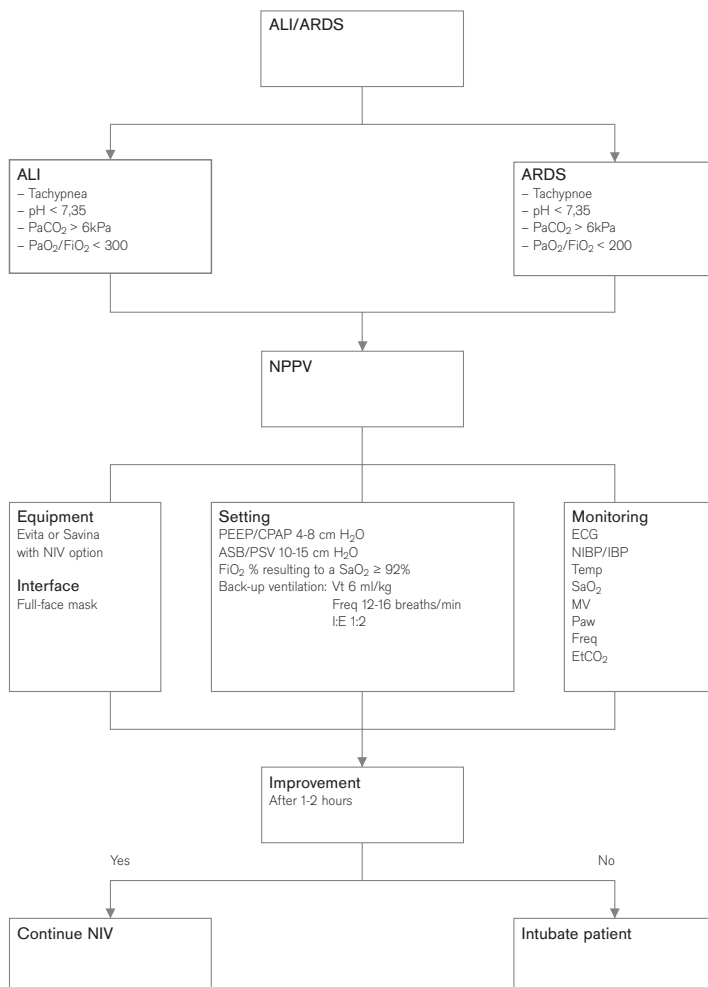 ALI/ARDS
ALI
– Tachypnea
– pH < 7,35
– PaCO₂ > 6kPa
– PaO₂/FiO₂ < 300
ARDS
– Tachypnoe
– pH < 7,35
– PaCO₂ > 6kPa
– PaO₂/FiO₂ < 200
NPPV
Equipment
Evita or Savina
with NIV option
Interface
Full-face mask
Setting
PEEP/CPAP 4-8 cm H₂O
ASB/PSV 10-15 cm H₂O
FiO₂ % resulting to a SaO₂ ≥ 92%
Back-up ventilation: Vt 6 ml/kg
Freq 12-16 breaths/min
I:E 1:2
Monitoring
ECG
NIBP/IBP
Temp
SaO₂
MV
Paw
Freq
EtCO₂
Improvement
After 1-2 hours
Yes
No
Continue NIV
Intubate patient